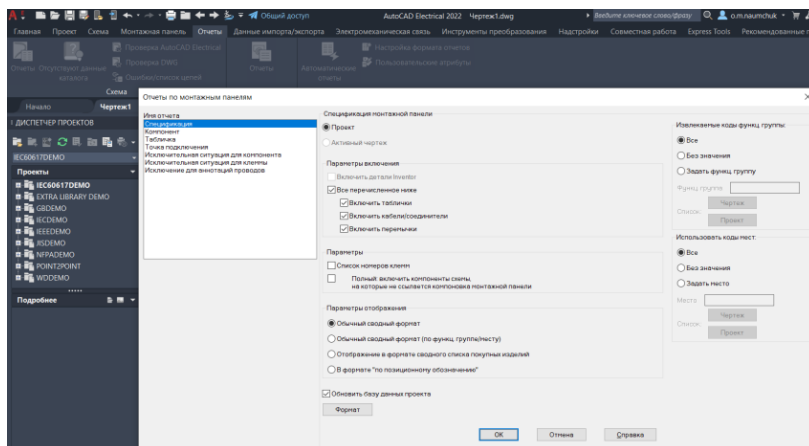 Общий доступ
AutoCAD Electrical 2022 Чертеж1.dwg
Введите ключевое слово/фразу
o.m.naumchuk
Главная Проект Схема Монтажная панель Отчеты Данные импорта/экспорта Электромеханическая связь Инструменты преобразования Надстройки Совместная работа Express Tools Рекомендованные
Проверка AutoCAD Electrical
Проверка DWG
Ошибки/список цепей
Отчеты Отсутствуют данные каталога
Отчеты
Автоматические отчеты
Настройка формата отчетов
Пользовательские атрибуты
Схема
Начало
Чертеж1
ДИСПЕТЧЕР ПРОЕКТОВ
IEC60617DEMO
Проекты
IEC60617DEMO
EXTRA LIBRARY DEMO
GBDEMO
IECDEMO
IEEEDEMO
JISDEMO
NFPADEMO
POINT2POINT
WDDEMO
Подробнее
Отчеты по монтажным панелям
Имя отчета
Спецификация
Компонент
Табличка
Точка подключения
Исключительная ситуация для компонента
Исключительная ситуация для клеммы
Исключение для аннотаций проводов
Спецификация монтажной панели
Проект
Активный чертеж
Параметры включения
Включить детали Inventor
Все перечисленное ниже
Включить таблички
Включить кабели/соединители
Включить перемычки
Параметры
Список номеров клемм
Полный: включить компоненты схемы,
на которые не ссылается компоновка монтажной панели
Параметры отображения
Обычный сводный формат
Обычный сводный формат (по функц. группе/месту)
Отображение в формате сводного списка покупных изделий
В формате "по позиционному обозначению"
Обновить базу данных проекта
Формат
Извлекаемые коды функц. группы:
Все
Без значения
Задать функц. группу
Функц. группа
Список:
Чертеж
Проект
Использовать коды мест:
Все
Без значения
Задать место
Место
Список:
Чертеж
Проект
OK
Отмена
Справка